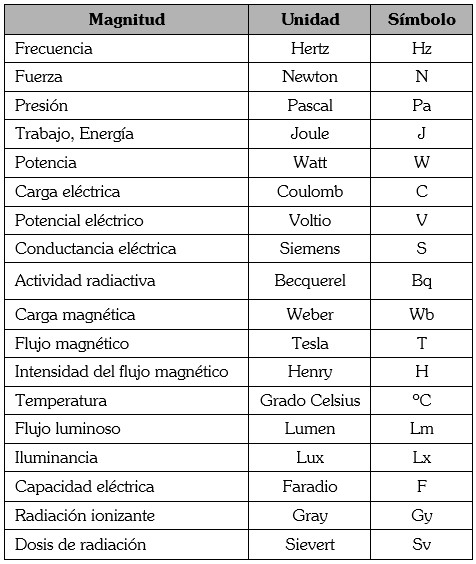 Magnitud Unidad Símbolo
Frecuencia Hertz Hz
Fuerza Newton N
Presión Pascal Pa
Trabajo, Energía Joule J
Potencia Watt W
Carga eléctrica Coulomb C
Potencial eléctrico Voltio V
Conductancia eléctrica Siemens S
Actividad radiactiva Becquerel Bq
Carga magnética Weber Wb
Flujo magnético Tesla T
Intensidad del flujo magnético Henry H
Temperatura Grado Celsius ºC
Flujo luminoso Lumen Lm
Iluminancia Lux Lx
Capacidad eléctrica Faradio F
Radiación ionizante Gray Gy
Dosis de radiación Sievert Sv